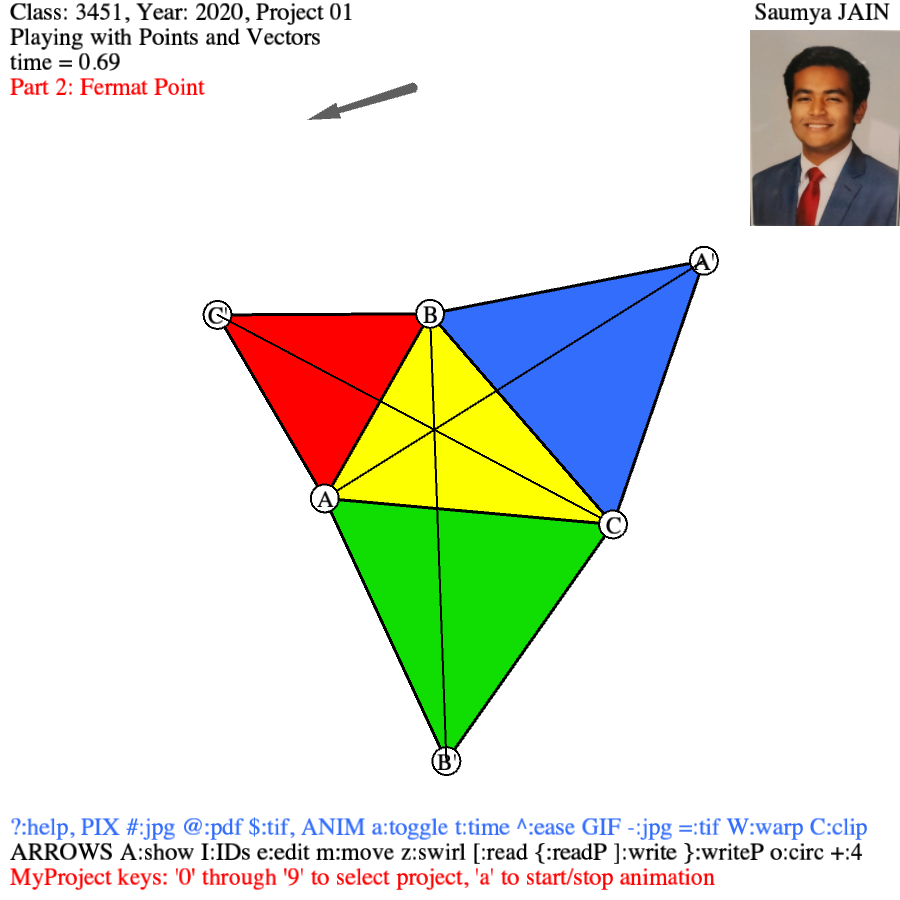 Class: 3451, Year: 2020, Project 01
Saumya JAIN
Playing with Points and Vectors
time = 0.69
Part 2: Fermat Point
A'
C'
B
A
C
B'
?:help, PIX #:jpg @:pdf $:tif, ANIM a:toggle t:time ^:ease GIF -:jpg =:tif W:warp C:clip
ARROWS A:show I:IDs e:edit m:move z:swirl [:read {:readP ]:write }:writeP o:circ +:4
MyProject keys: '0' through '9' to select project, 'a' to start/stop animation